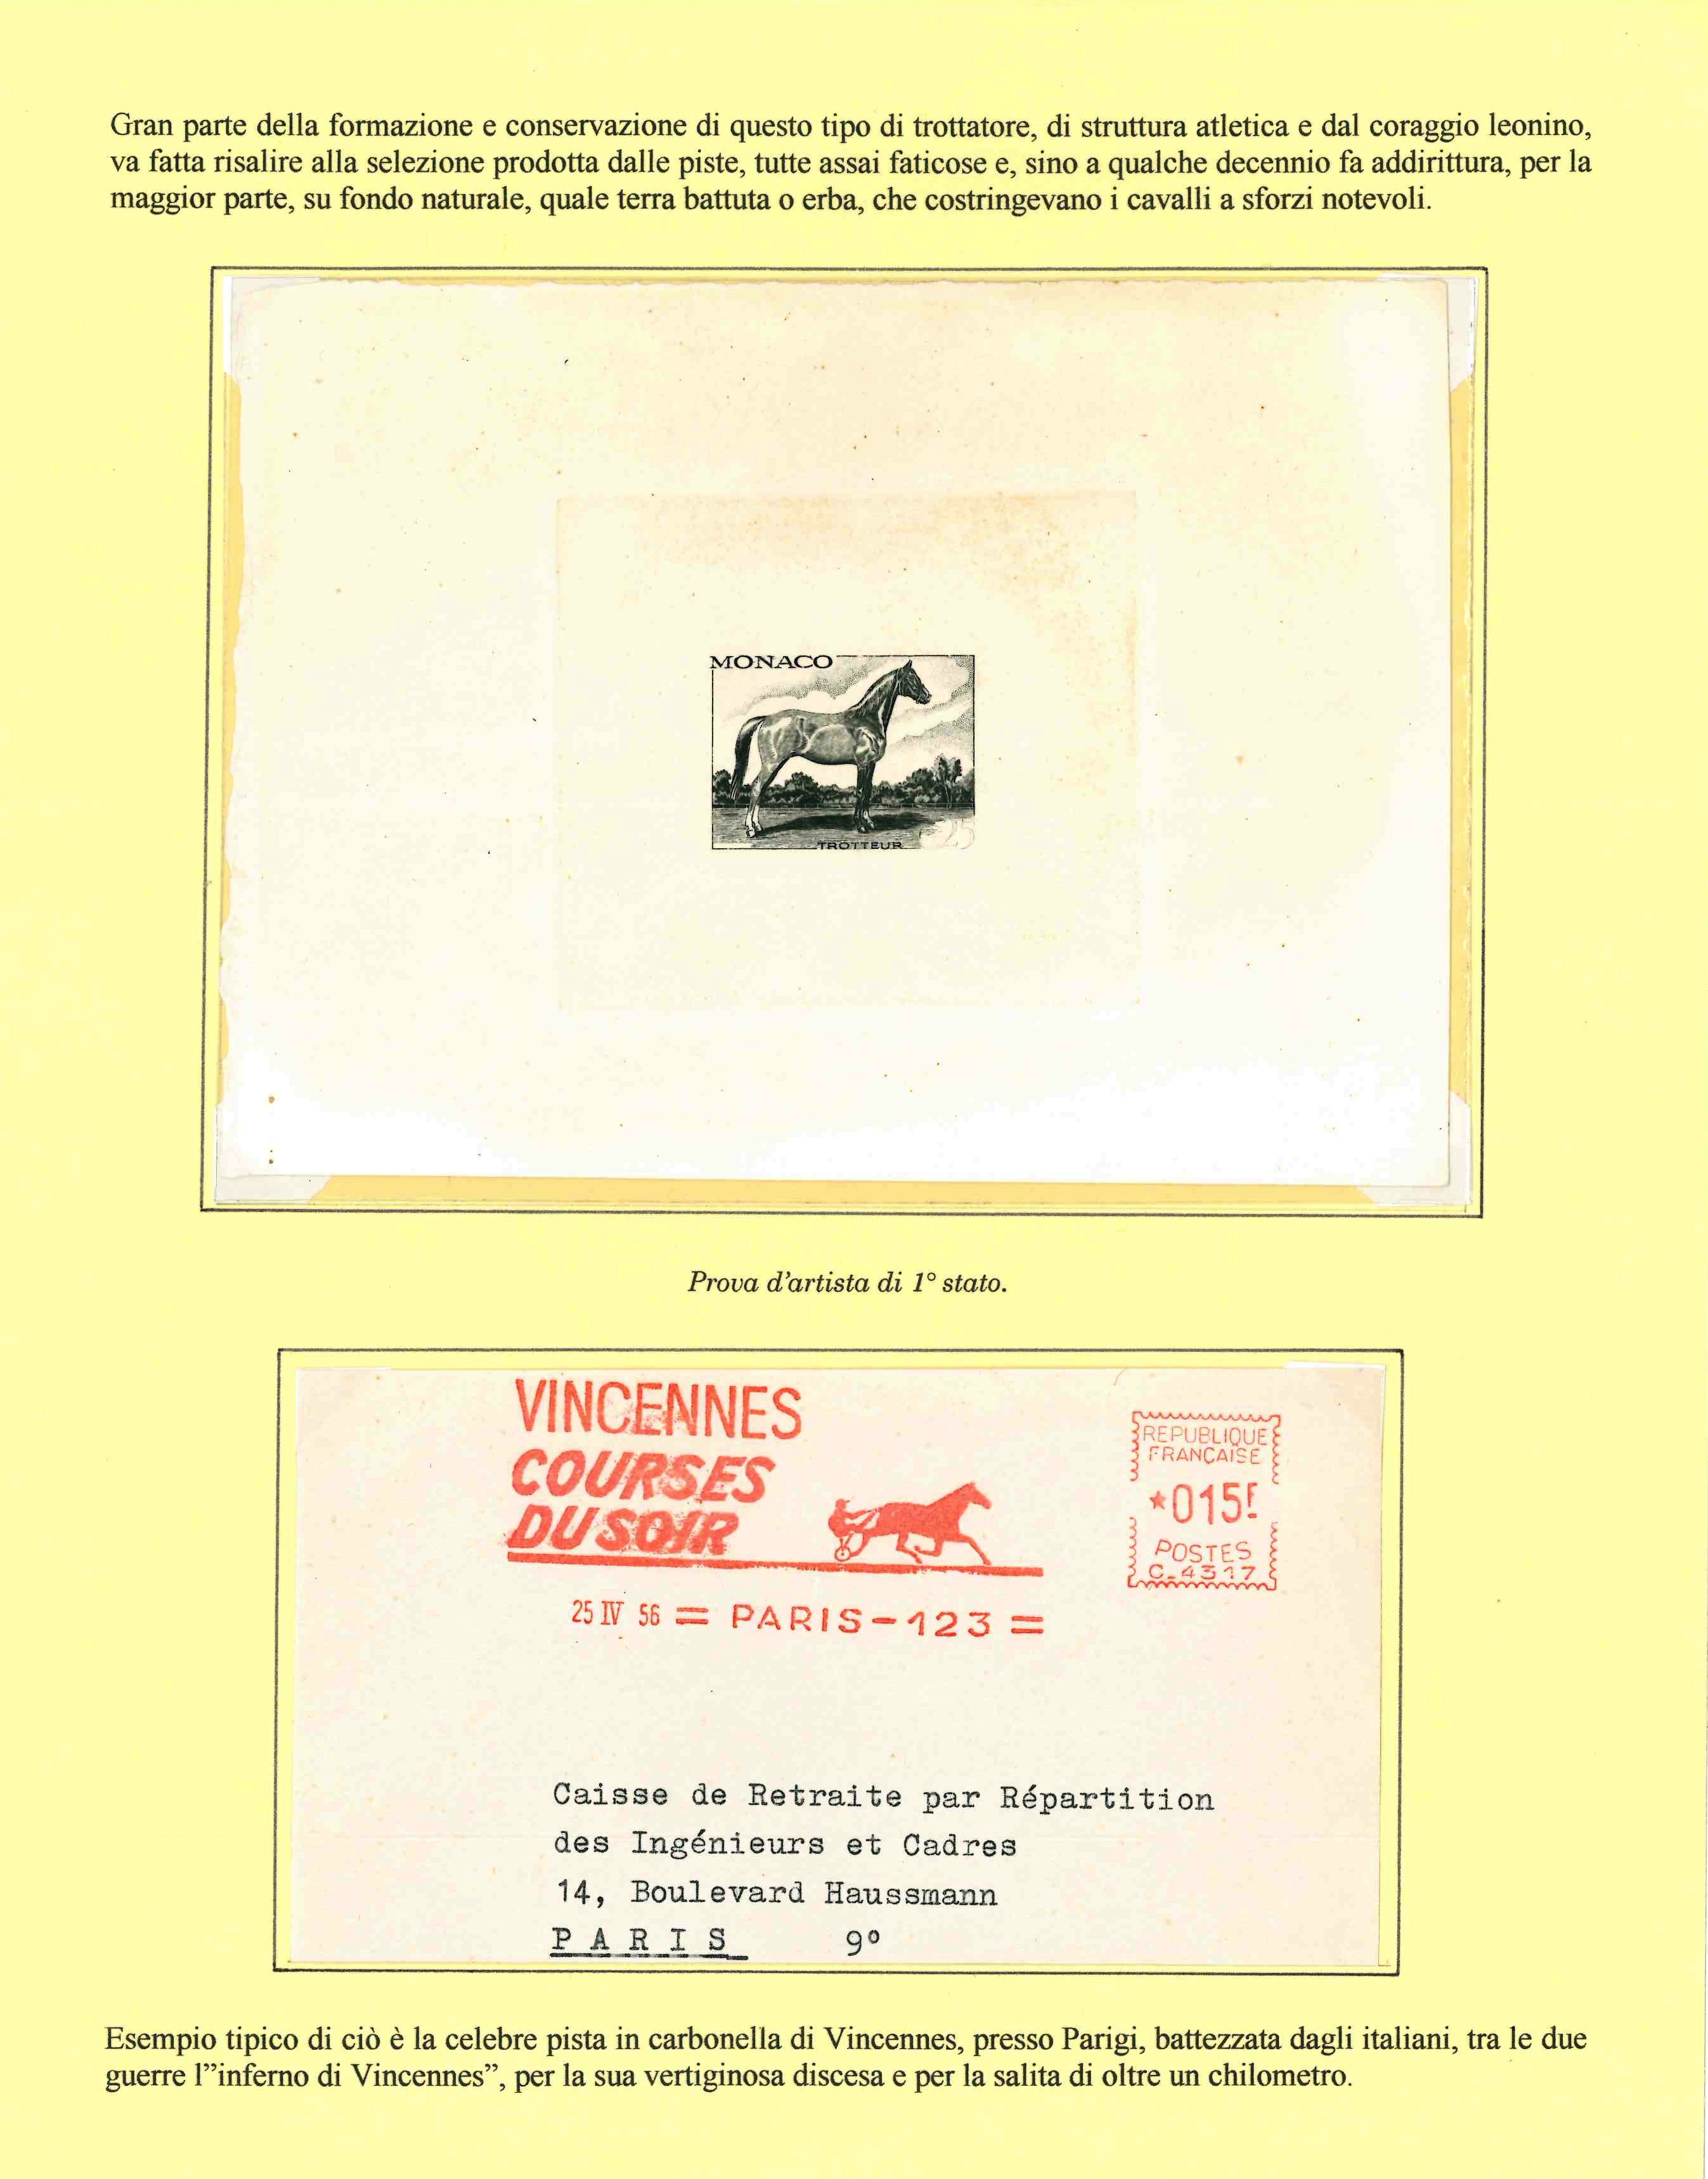 Gran parte della formazione e conservazione di questo tipo di trottatore, di struttura atletica e dal coraggio leonino,
va fatta risalire alla selezione prodotta dalle piste, tutte assai faticose e, sino a qualche decennio fa addirittura, per la
maggior parte, su fondo naturale, quale terra battuta o erba, che costringevano i cavalli a sforzi notevoli.
MONACO
25
TROTTEUR
Prova d'artista di 1° stato.
VINCENNES
COURSES
DU SOIR
REPUBLIQUE
FRANÇAISE
*015F
POSTES
C.4317
25 IV 56 = PARIS-123 =
Caisse de Retraite par Répartition
des Ingénieurs et Cadres
14, Boulevard Haussmann
PARIS 9°
Esempio tipico di ciò è la celebre pista in carbonella di Vincennes, presso Parigi, battezzata dagli italiani, tra le due
guerre l"inferno di Vincennes", per la sua vertiginosa discesa e per la salita di oltre un chilometro.